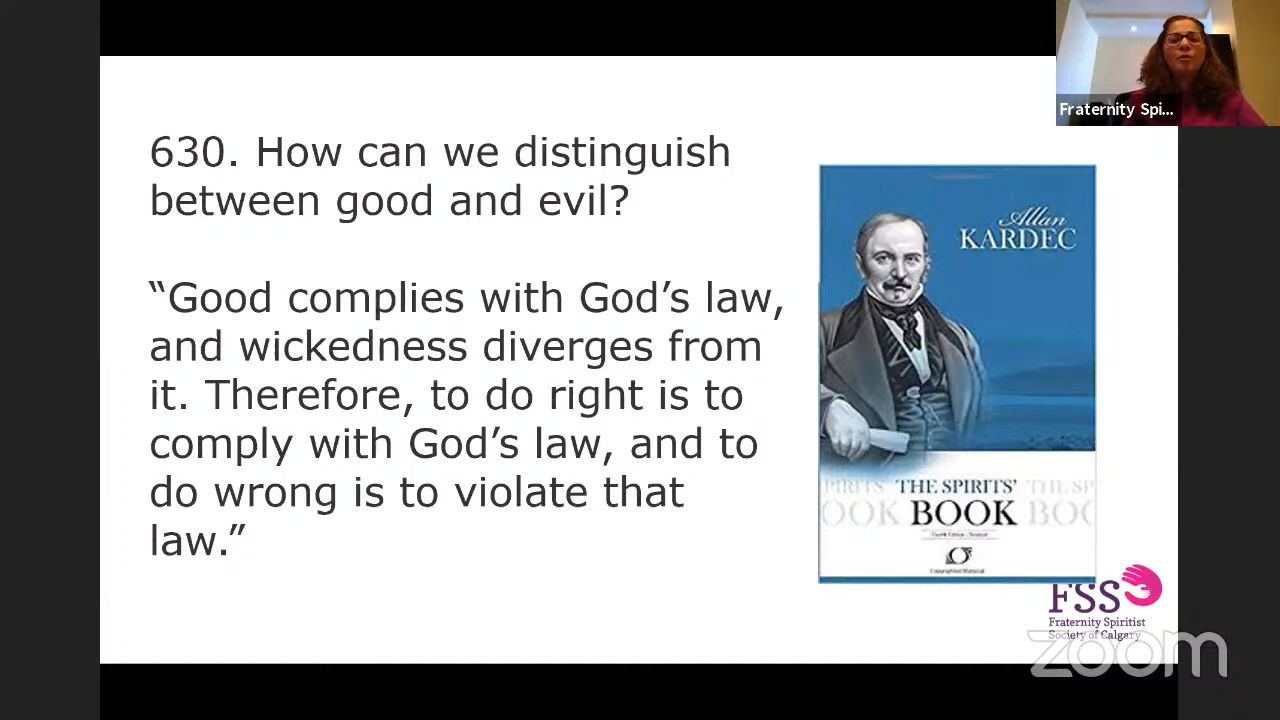 630. How can we distinguish
between good and evil?
“Good complies with God’s law,
and wickedness diverges from
it. Therefore, to do right is to
comply with God’s law, and to
do wrong is to violate that
law.”
Fraternity Spi...
Allan
KARDEC
THE SPIRITS’
BOOK
FSS
Fraternity Spiritist
Society of Calgary
zoom